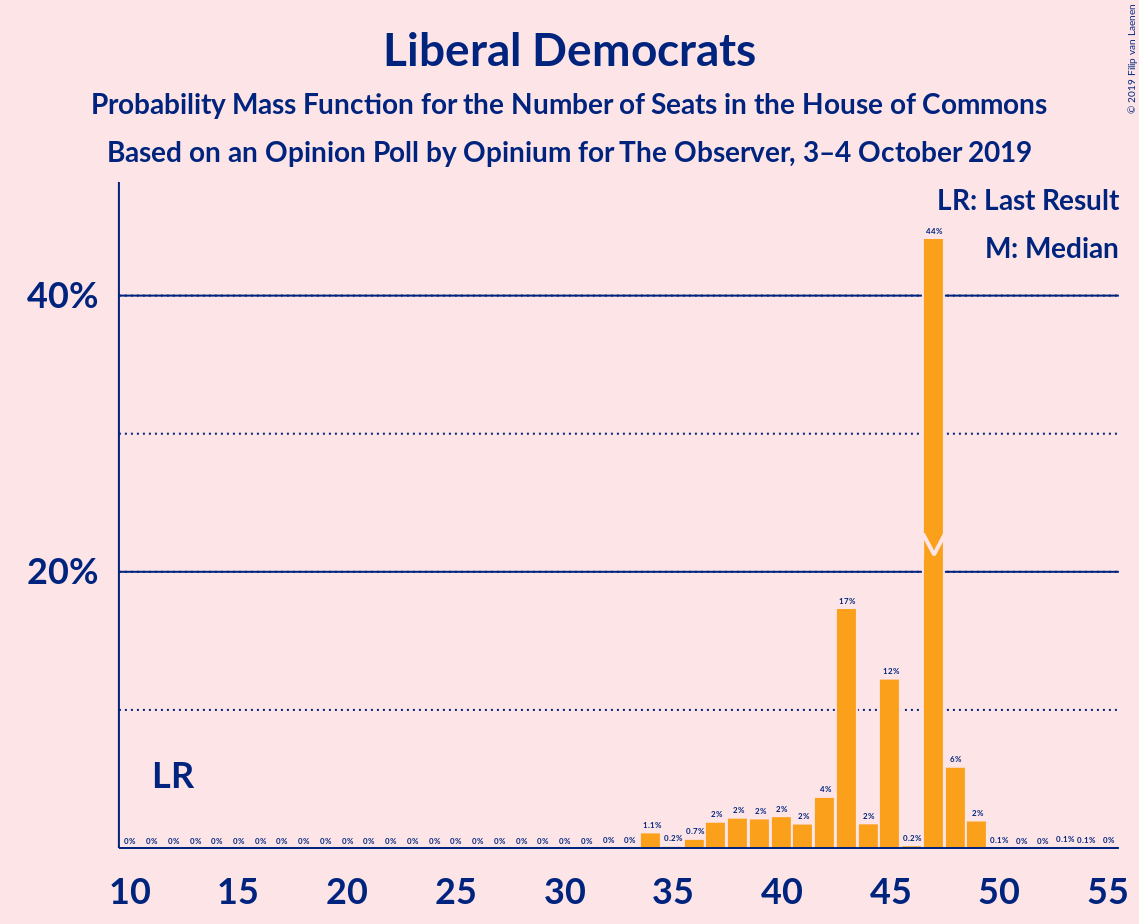 Liberal Democrats
Probability Mass Function for the Number of Seats in the House of Commons
Based on an Opinion Poll by Opinium for The Observer, 3–4 October 2019
© 2019 Filip van Laenen
LR: Last Result
M: Median
40%
20%
LR
M
0% 0% 0% 0% 0% 0% 0% 0% 0% 0% 0% 0% 0% 0% 0% 0% 0% 0% 0% 0% 0% 0% 0% 0% 1.1% 0.2% 0.7% 2% 2% 2% 2% 2% 4% 17% 2% 12% 0.2% 44% 6% 2% 0.1% 0% 0% 0.1% 0.1% 0%
10 15 20 25 30 35 40 45 50 55